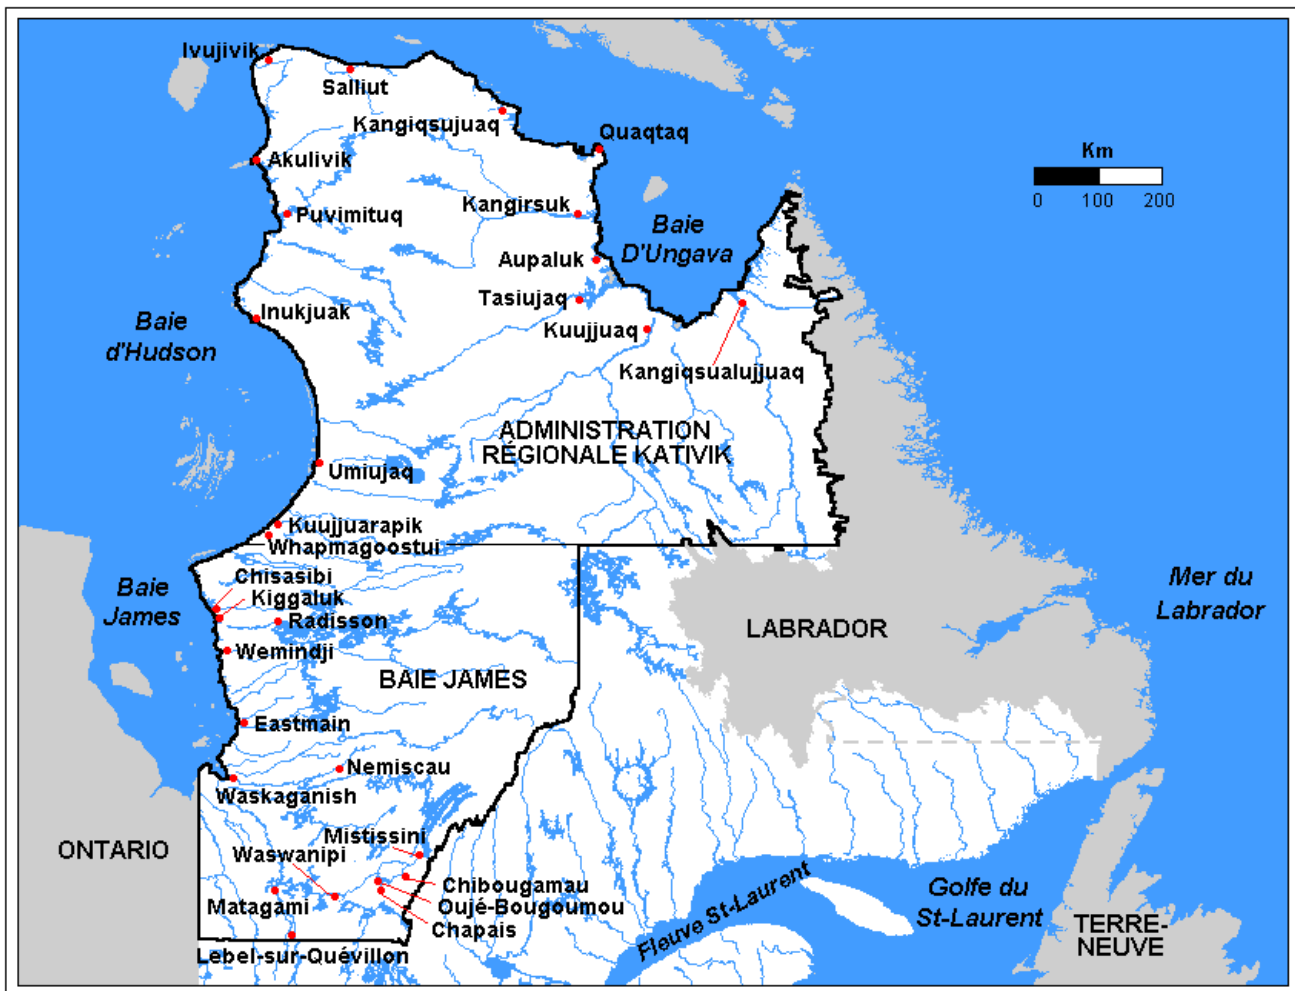 Ivujivik
Salliut
Kangiqsujuaq
Quaqtaq
Km
0 100 200
Akulivik
Puvimituq
Kangirsuk
Baie
D'Ungava
Aupaluk
Tasiujaq
Inukjuak
Baie
d'Hudson
Kuujjuaq
Kangiqsualujjuaq
ADMINISTRATION
RÉGIONALE KATIVIK
Umiujaq
Kuujjuarapik
Whapmagoostui
Chisasibi
Kiggaluk
Baie
James
Radisson
Mer du
Labrador
LABRADOR
Wemindji
BAIE JAMES
Eastmain
Nemiscau
Waskaganish
Mistissini
ONTARIO
Waswanipi
Chibougamau
Matagami
Oujé-Bougoumou
Chapais
Lebel-sur-Quévillon
Fleuve St-Laurent
Golfe du
St-Laurent
TERRE-
NEUVE